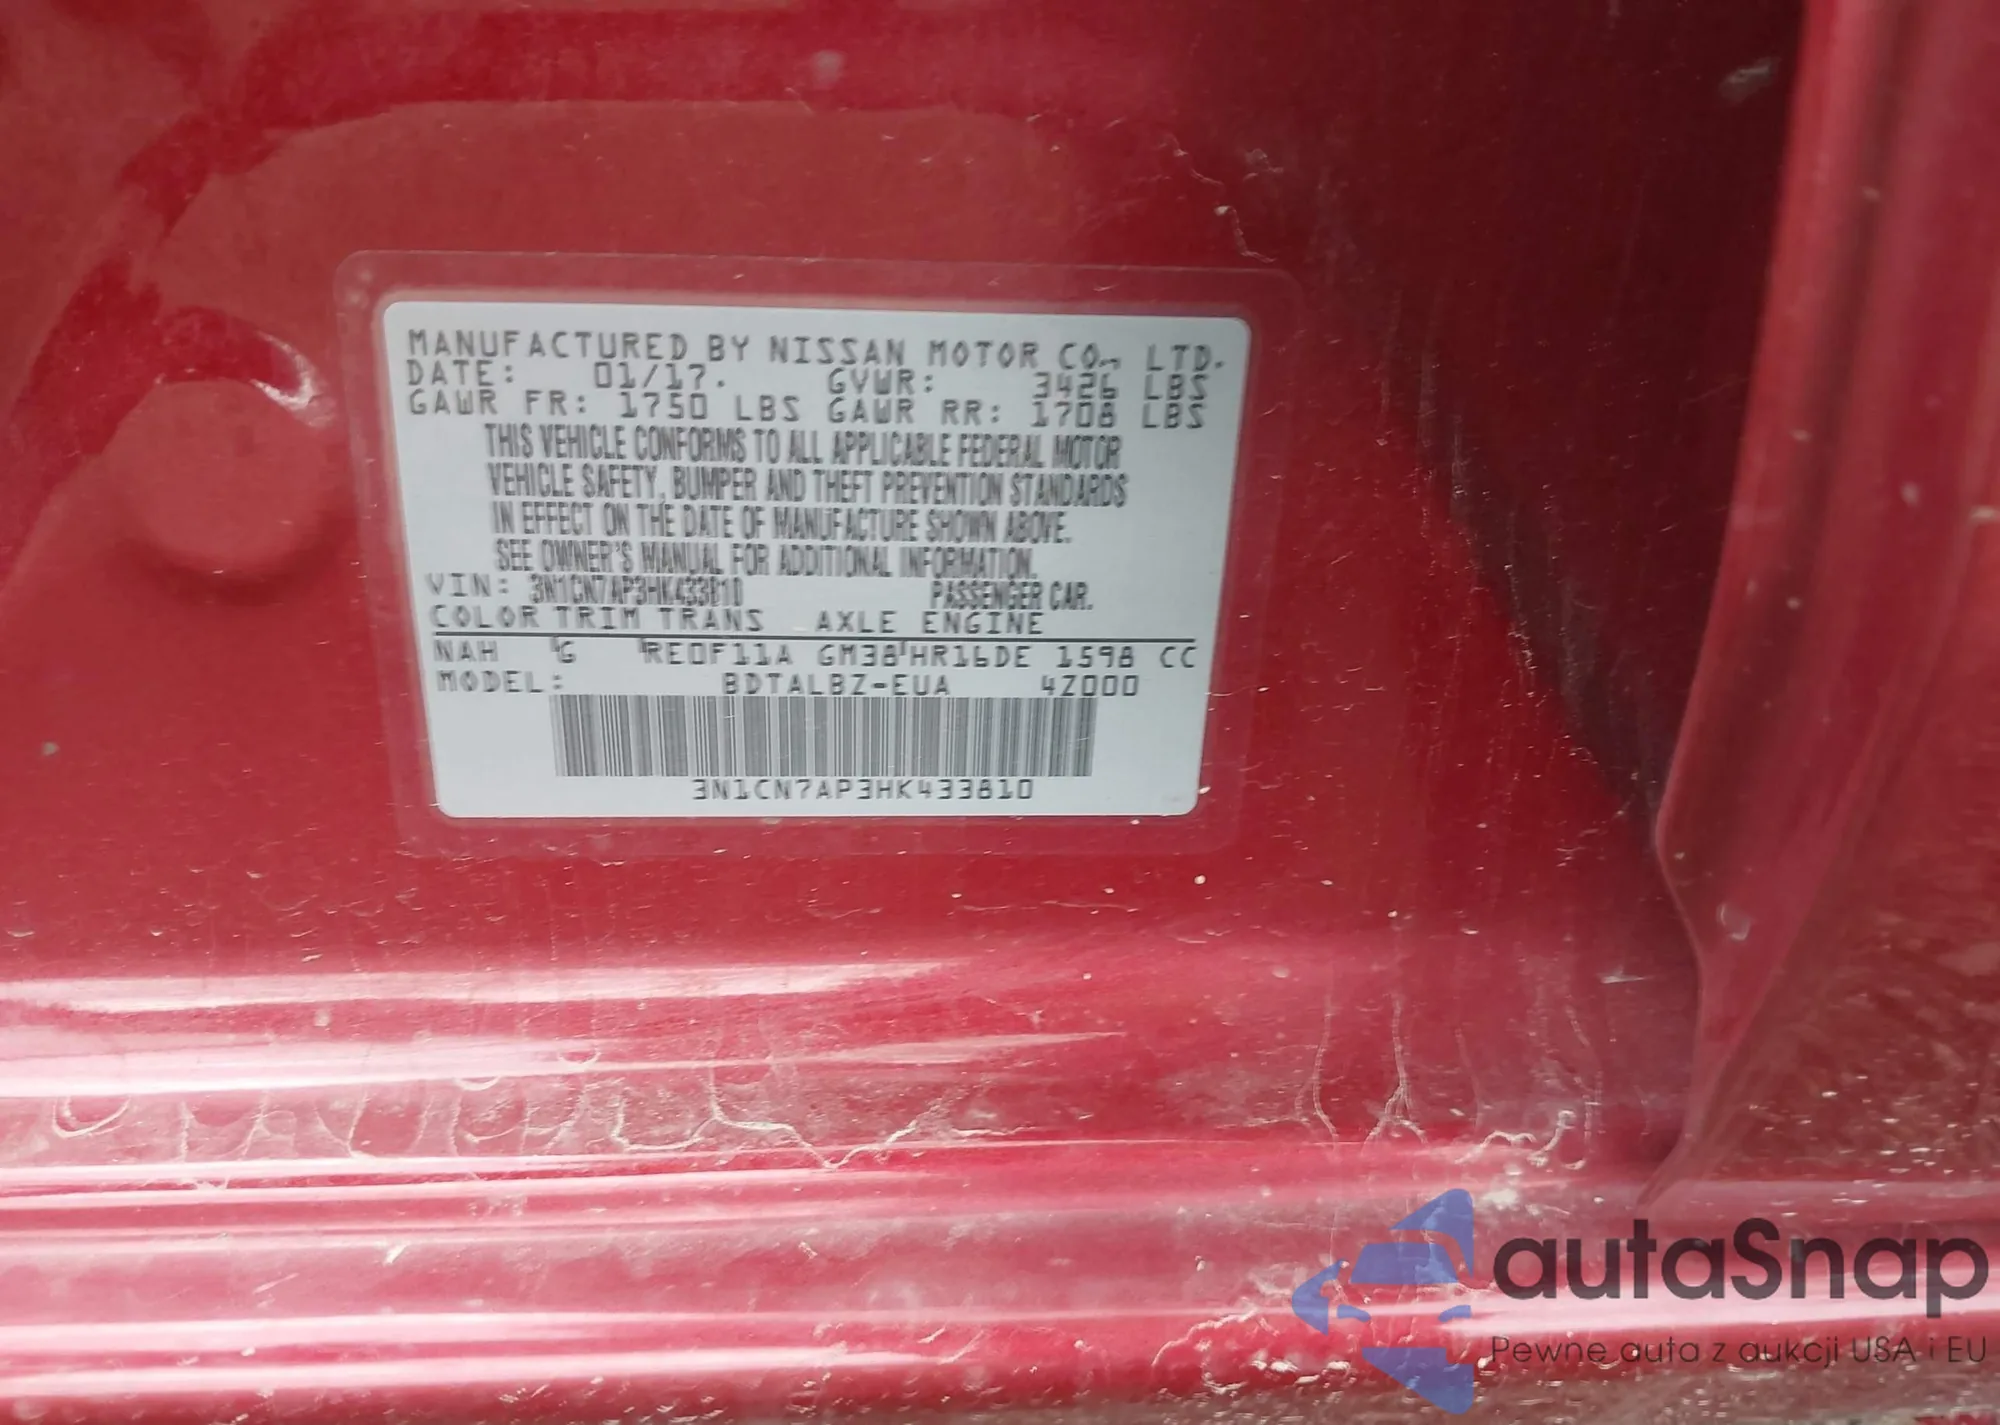 MANUFACTURED BY NISSAN MOTOR CO., LTD.
DATE: 01/17. GVWR: 3426 LBS
GAWR FR: 1750 LBS GAWR RR: 1708 LBS
THIS VEHICLE CONFORMS TO ALL APPLICABLE FEDERAL MOTOR
VEHICLE SAFETY, BUMPER AND THEFT PREVENTION STANDARDS
IN EFFECT ON THE DATE OF MANUFACTURE SHOWN ABOVE.
SEE OWNER'S MANUAL FOR ADDITIONAL INFORMATION.
VIN: 3N1CN7AP3HK433810 PASSENGER CAR.
COLOR TRIM TRANS AXLE ENGINE
NAH G RE0F11A GM38 HR16DE 1598 CC
MODEL: BDTALBZ-EUA 4Z000
3N1CN7AP3HK433810
autaSnap
Pewne auta z aukcji USA i EU